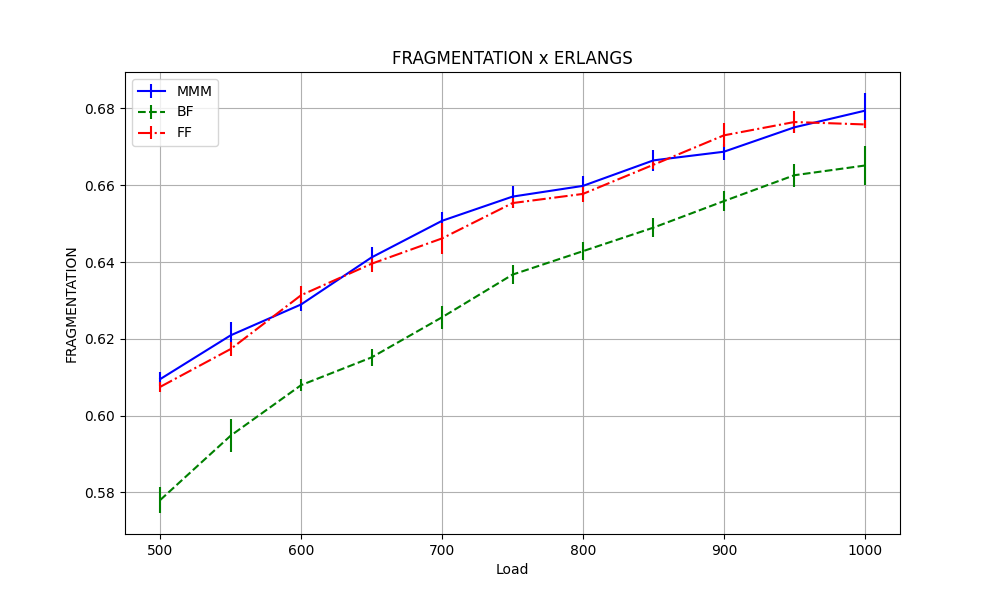 FRAGMENTATION x ERLANGS
MMM
BF
FF
FRAGMENTATION
0.68
0.66
0.64
0.62
0.60
0.58
500
600
700
800
900
1000
Load